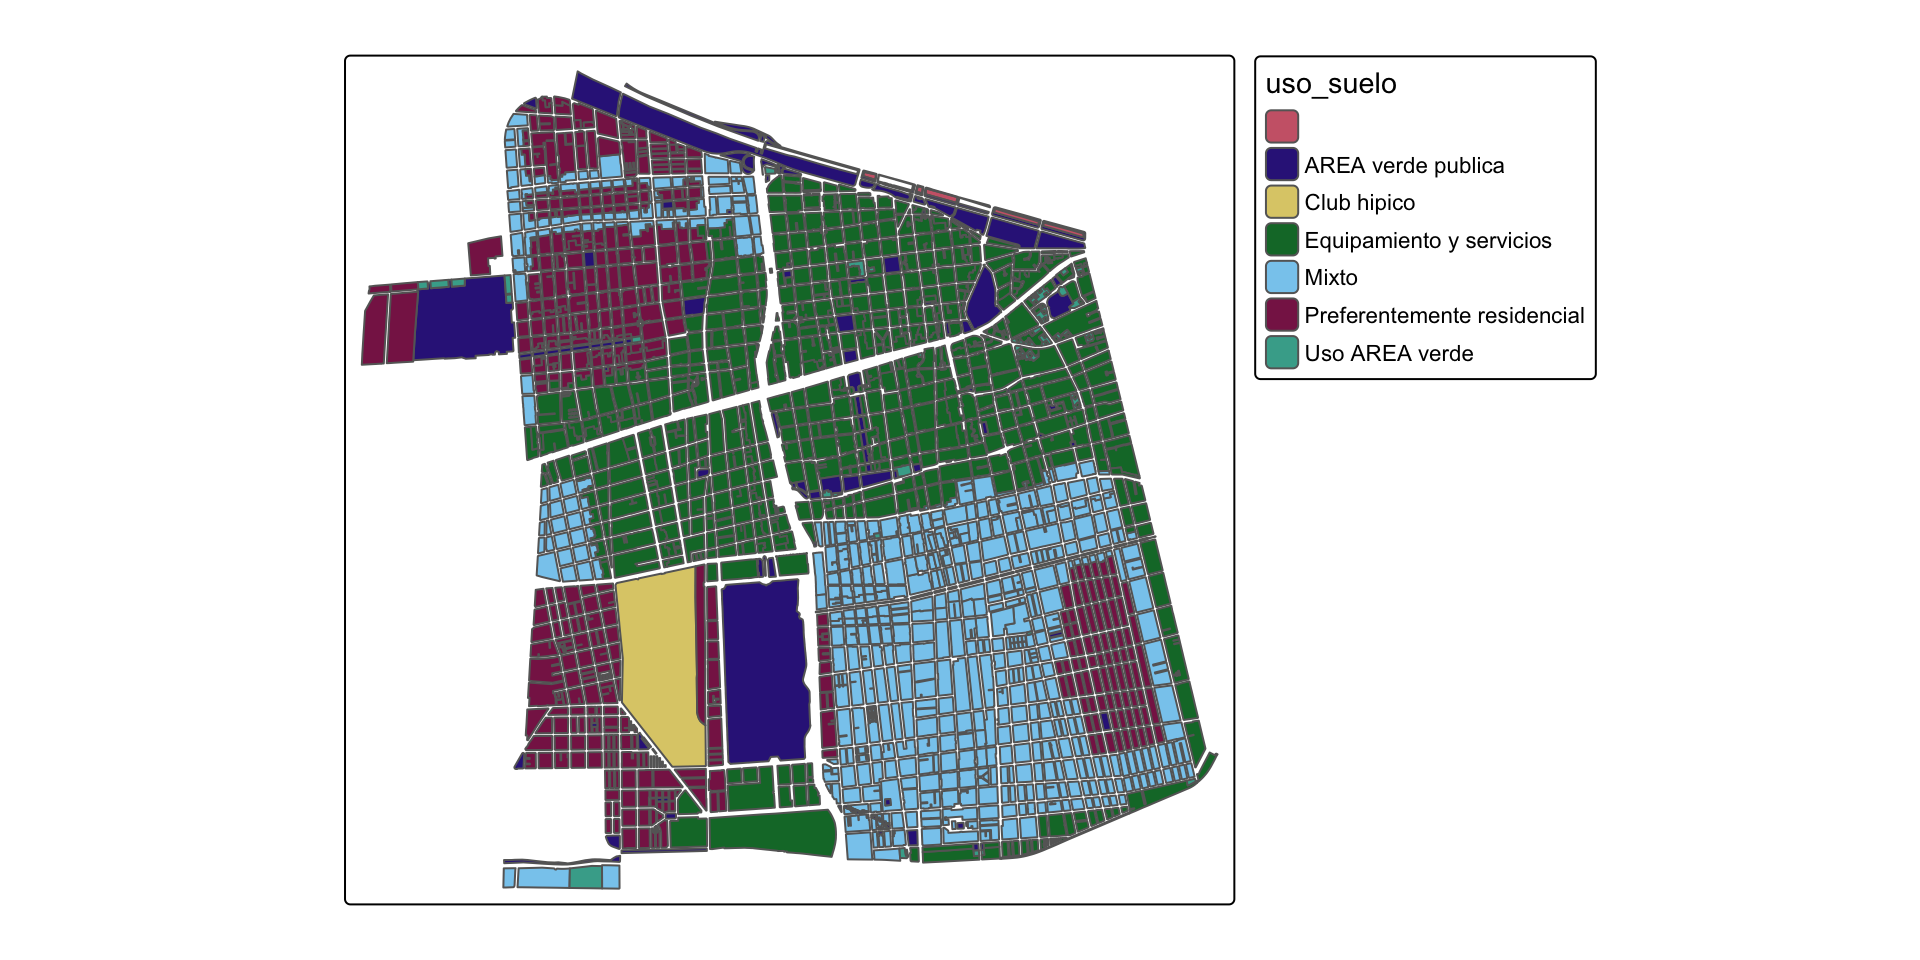 uso_suelo
AREA verde publica
Club hipico
Equipamiento y servicios
Mixto
Preferentemente residencial
Uso AREA verde